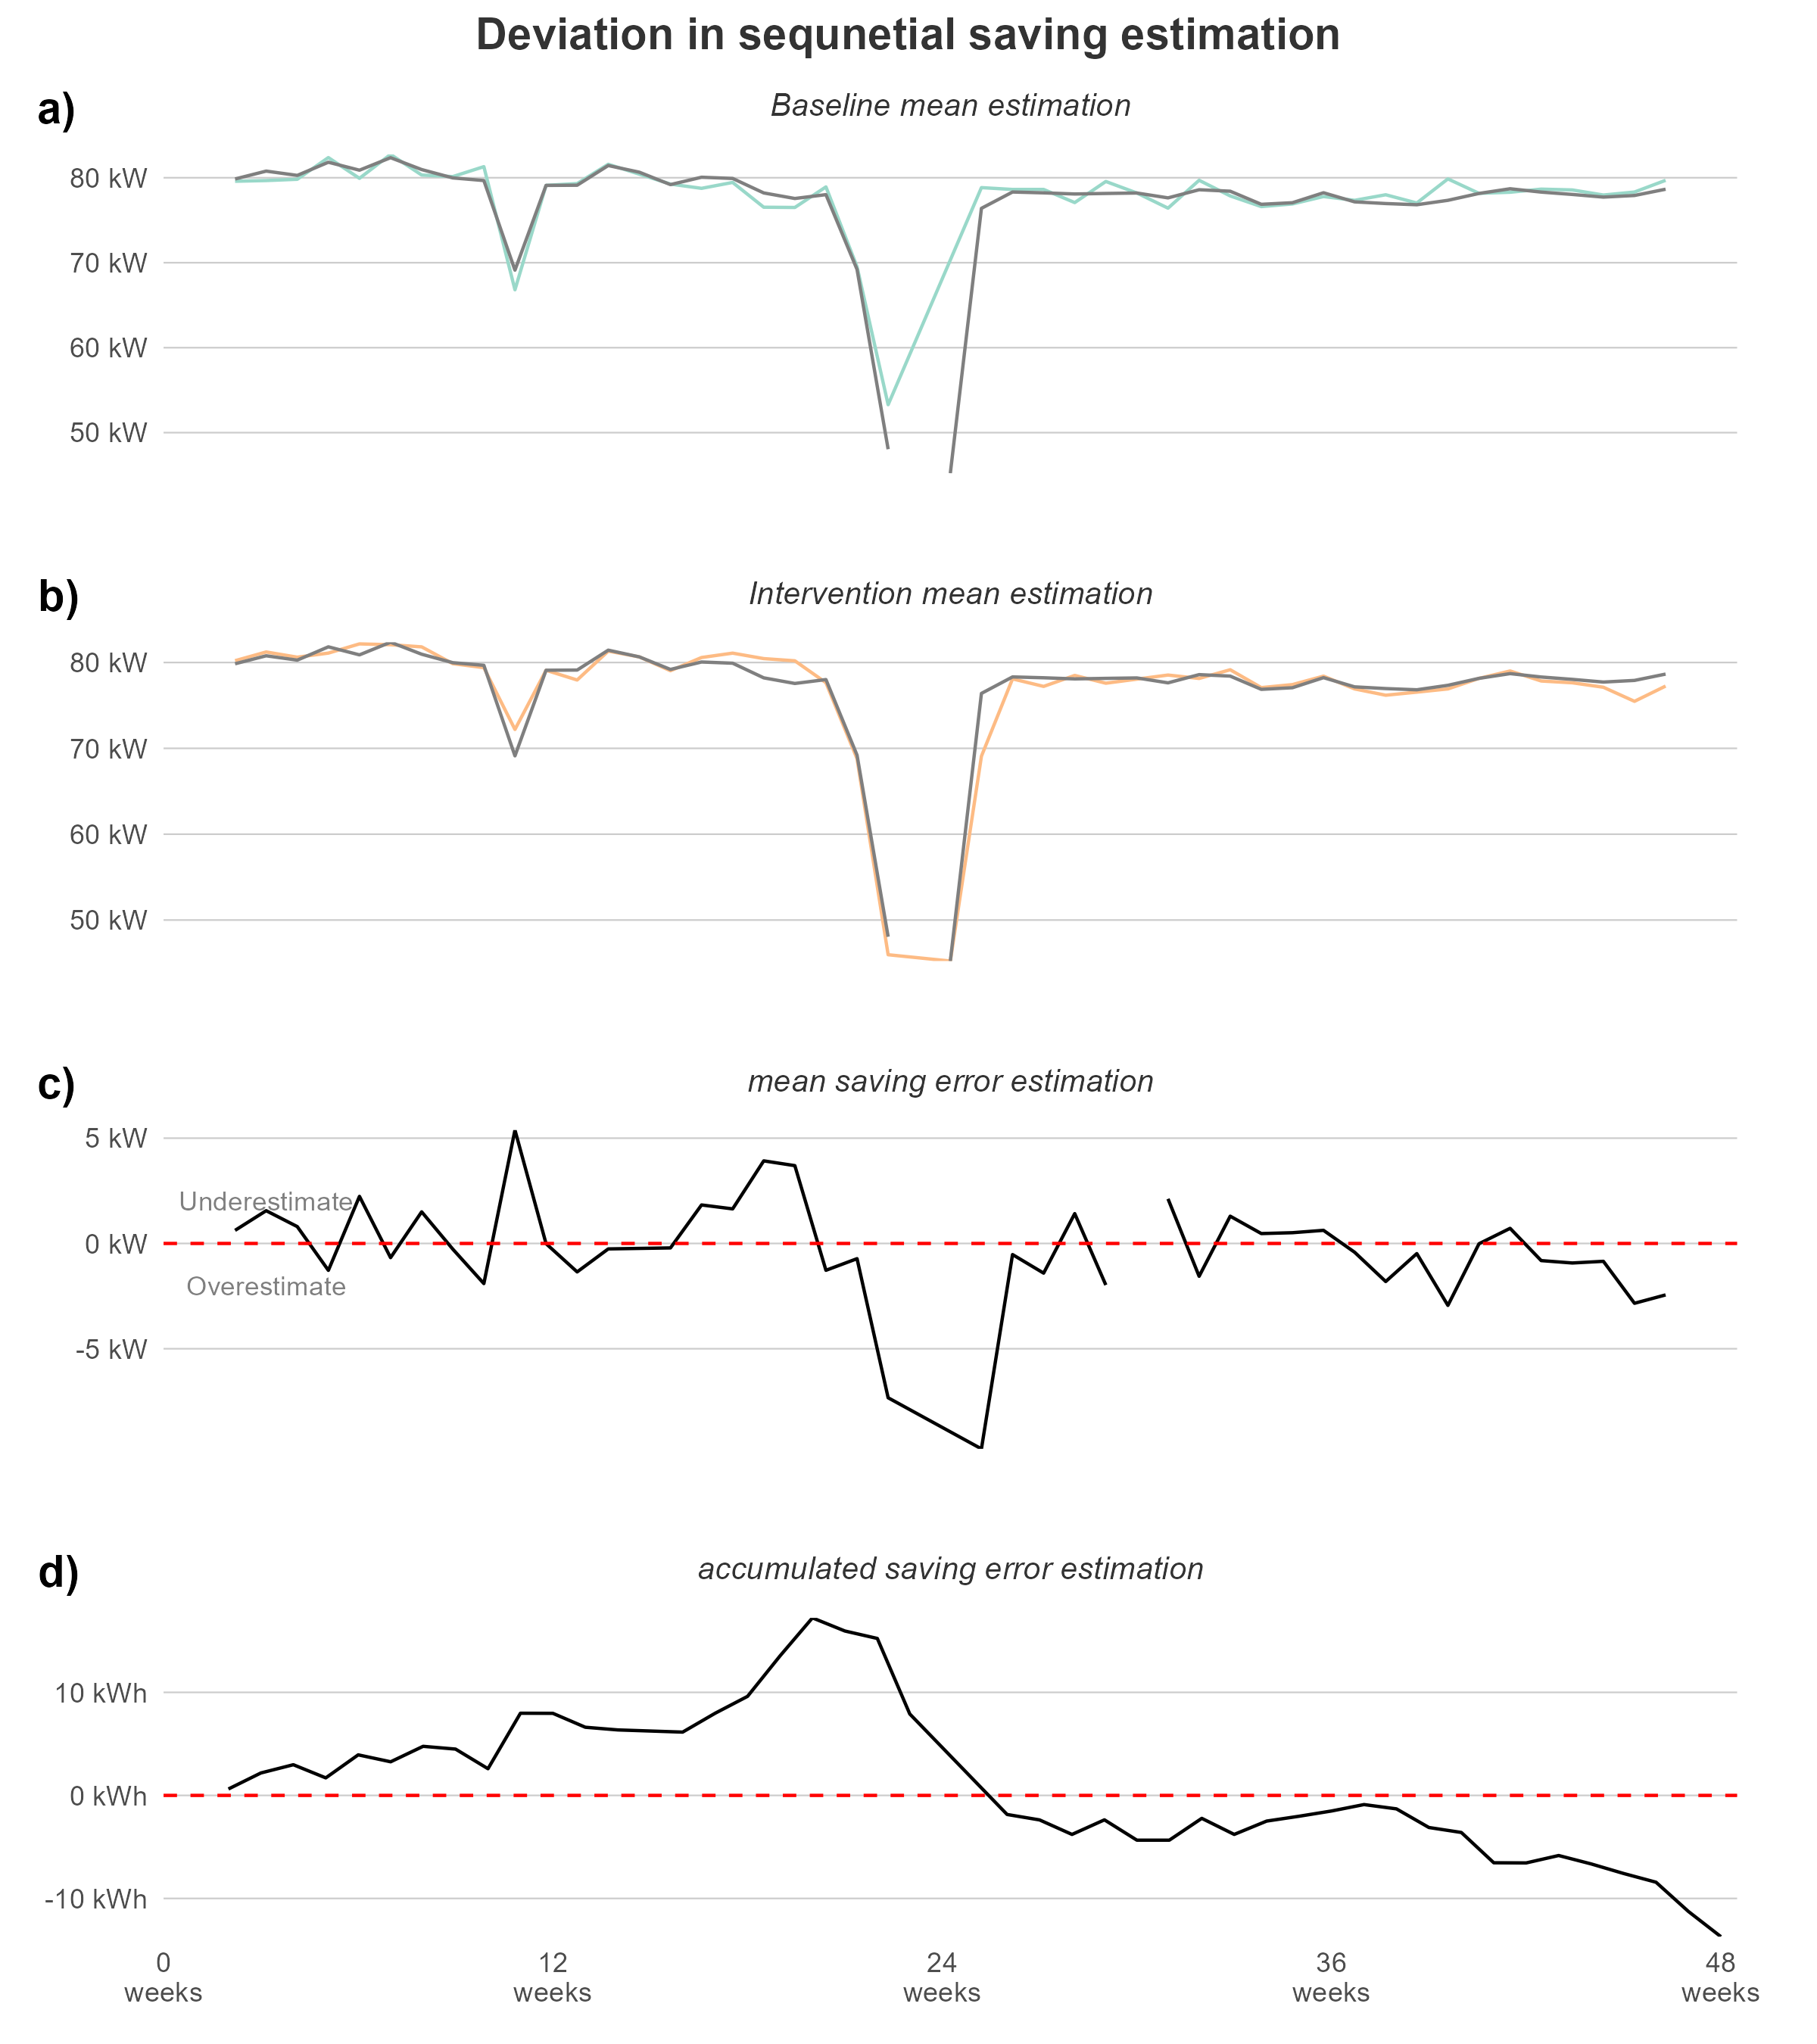 Deviation in sequnetial saving estimation
a)
Baseline mean estimation
80 kW
70 kW
60 kW
50 kW
b)
Intervention mean estimation
80 kW
70 kW
60 kW
50 kW
c)
mean saving error estimation
5 kW
Underestimate
0 kW
Overestimate
-5 kW
d)
accumulated saving error estimation
10 kWh
0 kWh
-10 kWh
0 12 24 36 48
weeks weeks weeks weeks weeks